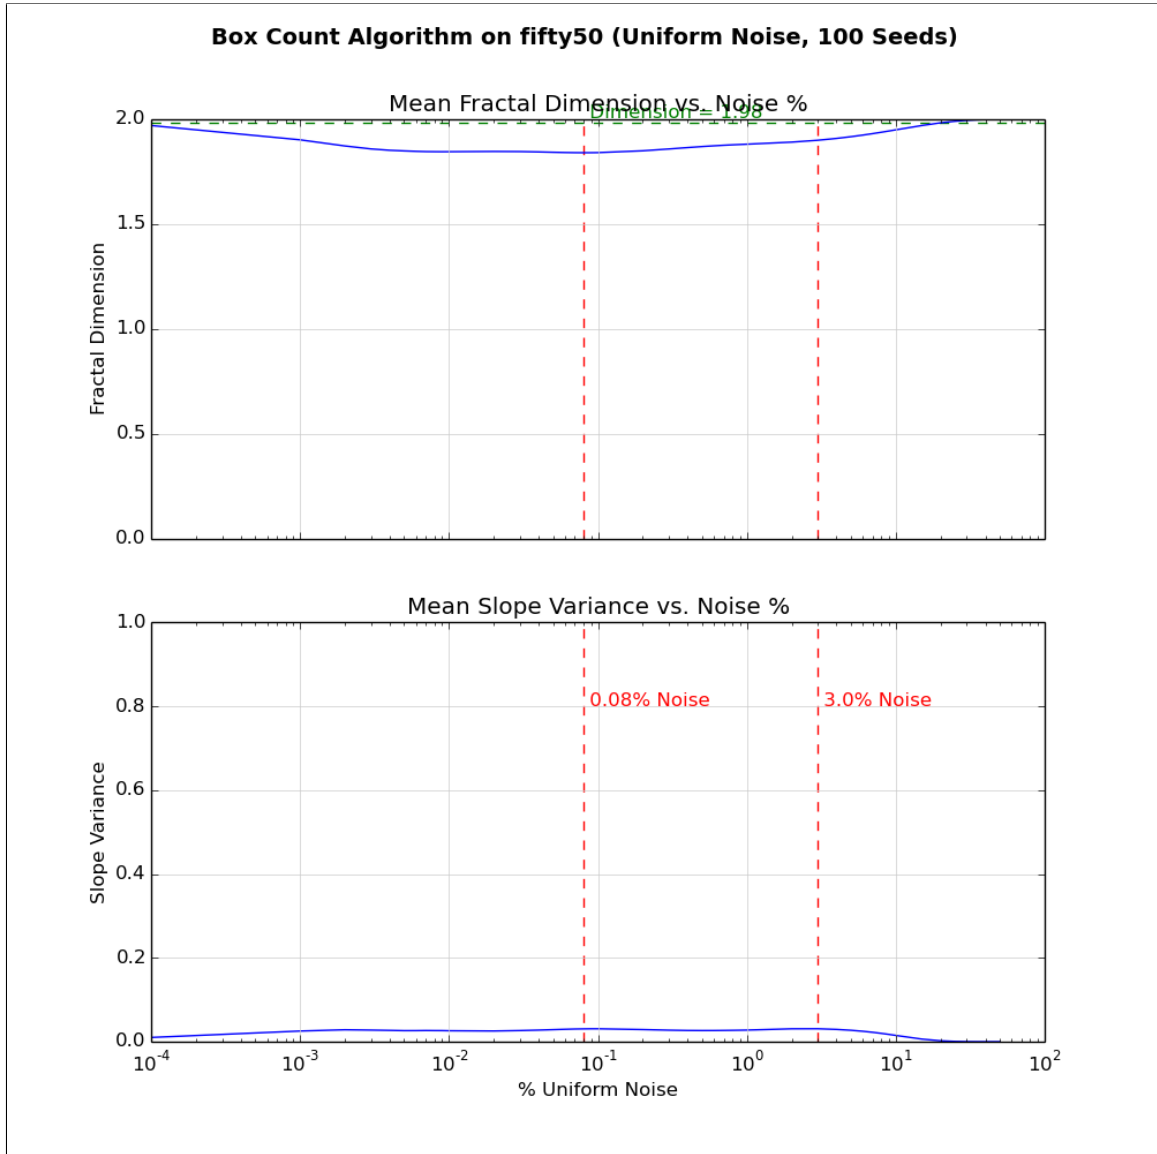 Box Count Algorithm on fifty50 (Uniform Noise, 100 Seeds)
Mean Fractal Dimension vs. Noise %
Dimension = 1.98
2.0
1.5
1.0
0.5
0.0
Fractal Dimension
Mean Slope Variance vs. Noise %
1.0
0.8
0.6
0.4
0.2
0.0
Slope Variance
0.08% Noise
3.0% Noise
10^-4 10^-3 10^-2 10^-1 10^0 10^1 10^2
% Uniform Noise